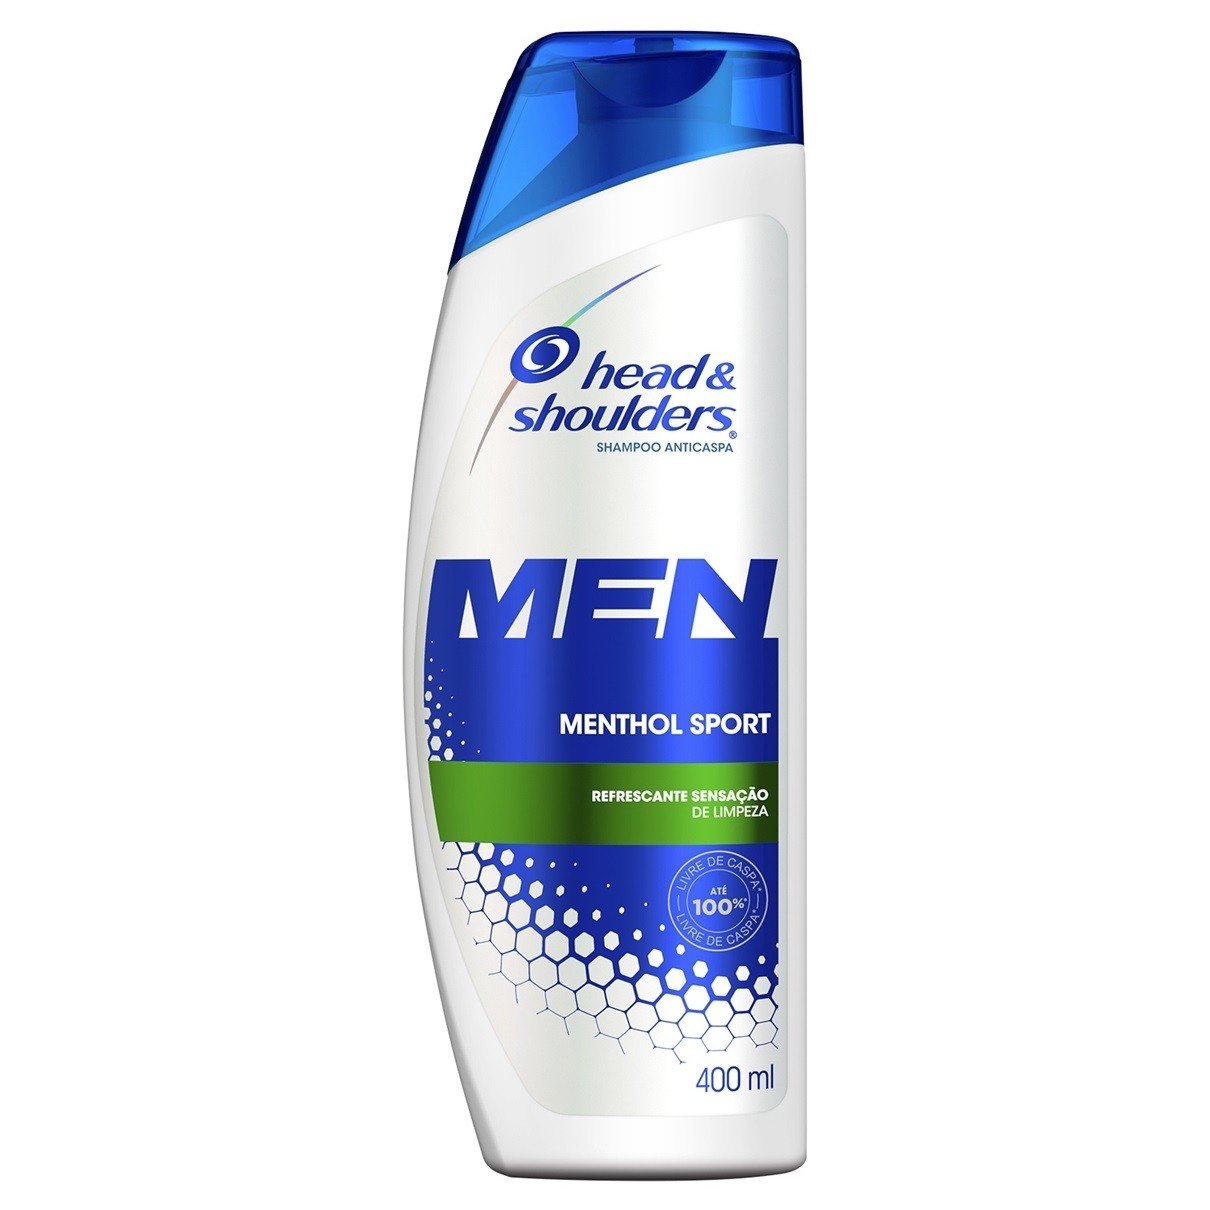 head &
shoulders®
SHAMPOO ANTICASPA
MEN
MENTHOL SPORT
REFRESCANTE SENSAÇÃO
DE LIMPEZA
LIVRE DE CASPA*
ATÉ
100%*
LIVRE DE CASPA*
400 ml